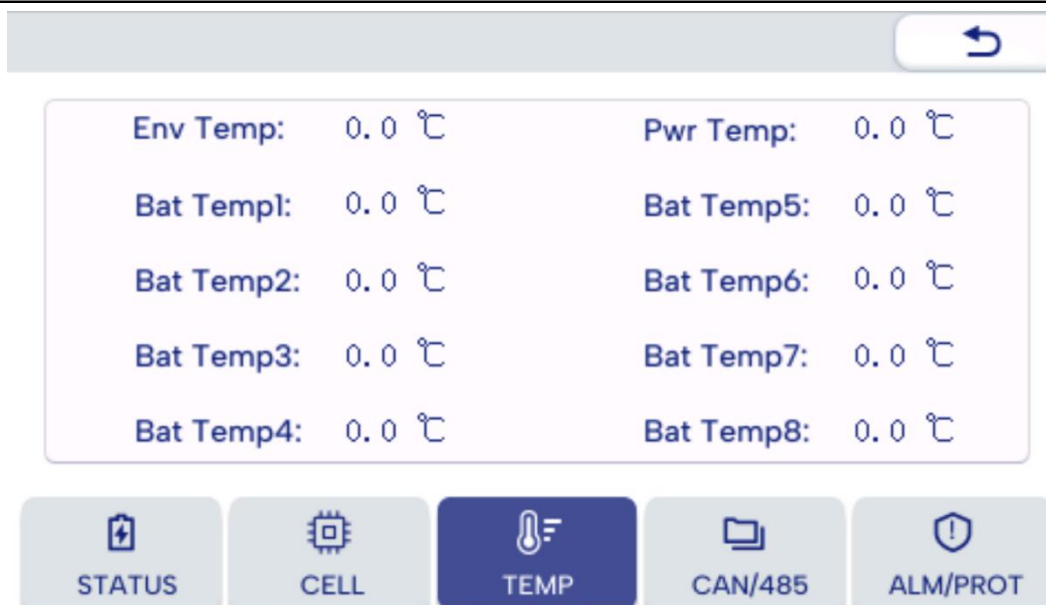 Env Temp: 0.0 ℃ Pwr Temp: 0.0 ℃
Bat Temp1: 0.0 ℃ Bat Temp5: 0.0 ℃
Bat Temp2: 0.0 ℃ Bat Temp6: 0.0 ℃
Bat Temp3: 0.0 ℃ Bat Temp7: 0.0 ℃
Bat Temp4: 0.0 ℃ Bat Temp8: 0.0 ℃
STATUS CELL TEMP CAN/485 ALM/PROT